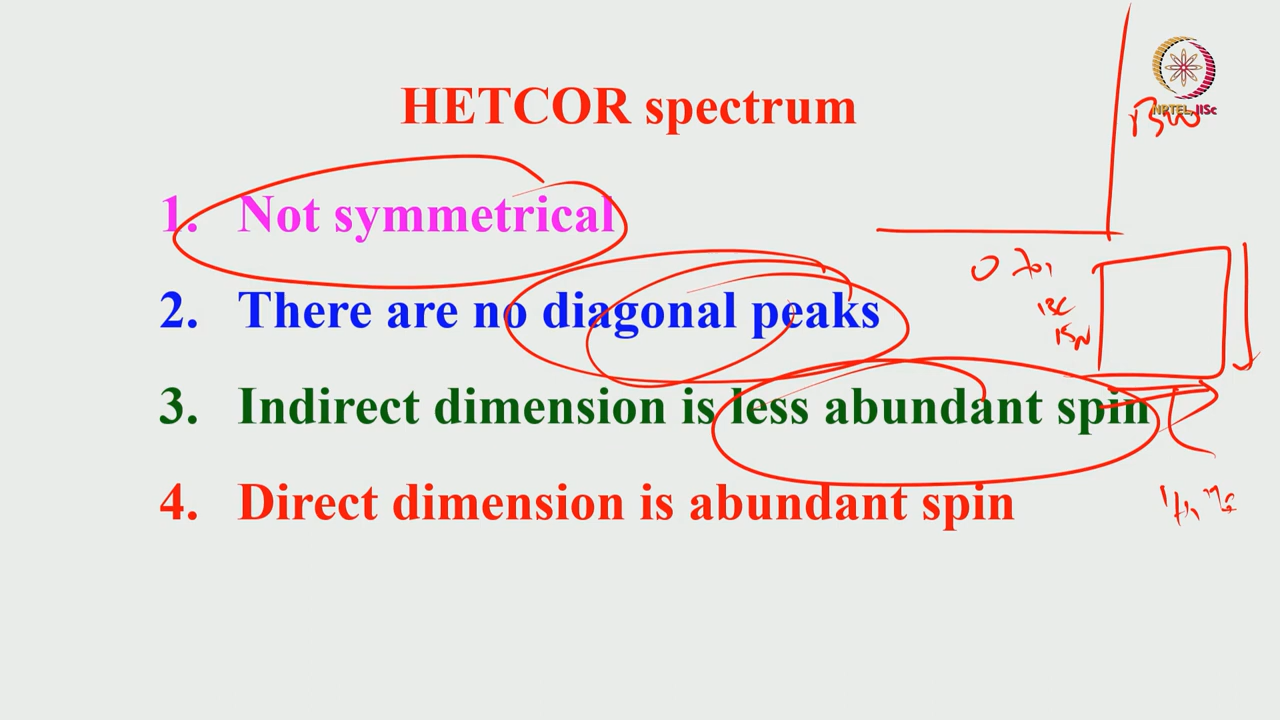 HETCOR spectrum
NPTEL, IISc
1. Not symmetrical
2. There are no diagonal peaks
13C
15N
3. Indirect dimension is less abundant spin
4. Direct dimension is abundant spin